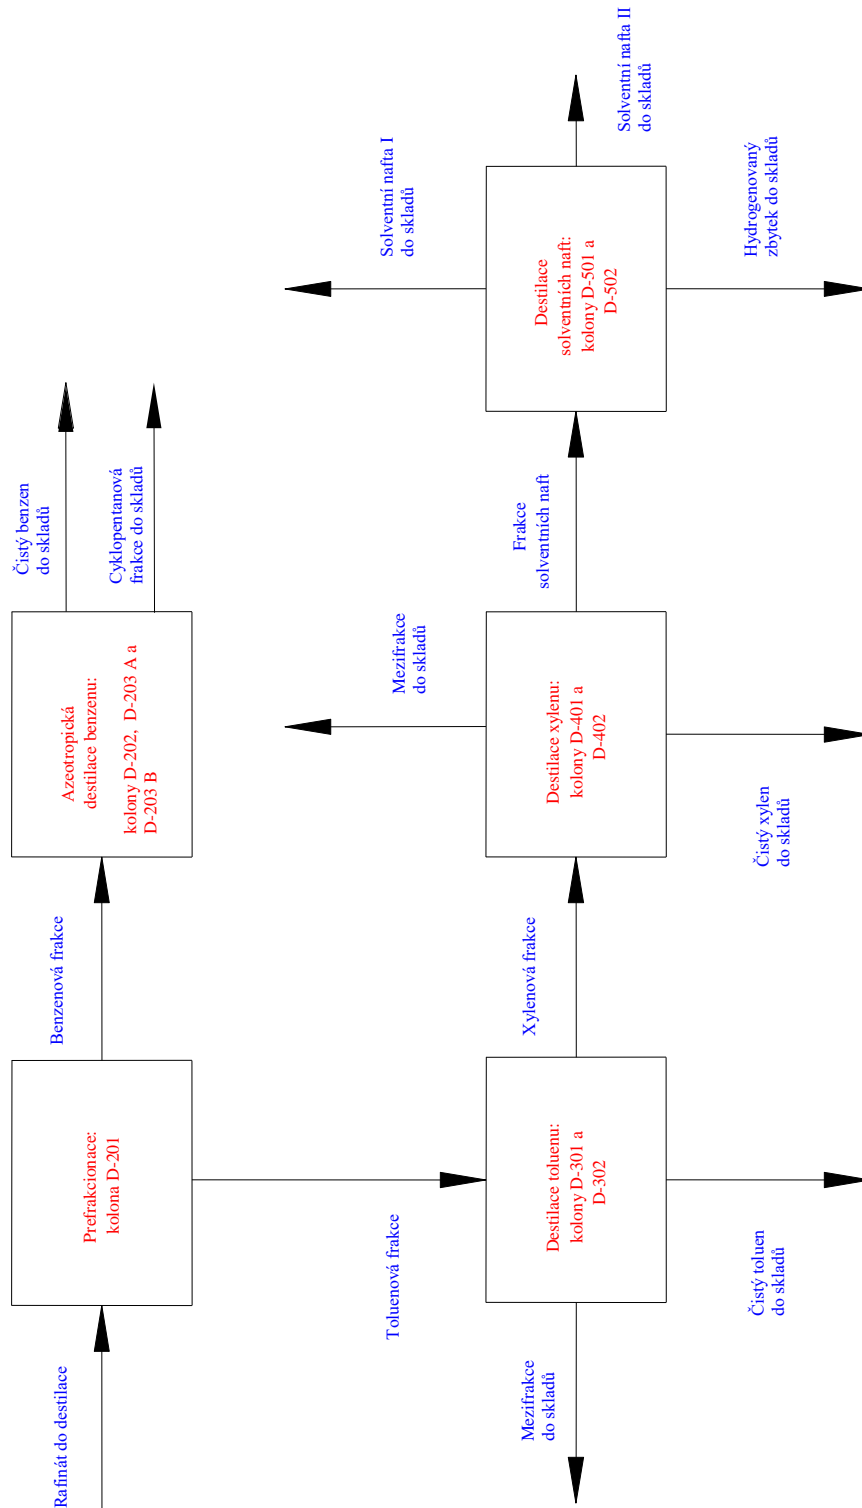 Rafinát do destilace
Prefrakcionace:
kolona D-201
Benzenová frakce
Azeotropická
destilace benzenu:
kolony D-202, D-203 A a
D-203 B
Čistý benzen
do skladů
Cyklopentanová
frakce do skladů
Toluenová frakce
Mezifrakce
do skladů
Destilace toluenu:
kolony D-301 a
D-302
Čistý toluen
do skladů
Xylenová frakce
Mezifrakce
do skladů
Destilace xylenu:
kolony D-401 a
D-402
Čistý xylen
do skladů
Frakce
solventních naft
Solventní nafta I
do skladů
Destilace
solventních naft:
kolony D-501 a
D-502
Solventní nafta II
do skladů
Hydrogenovaný
zbytek do skladů